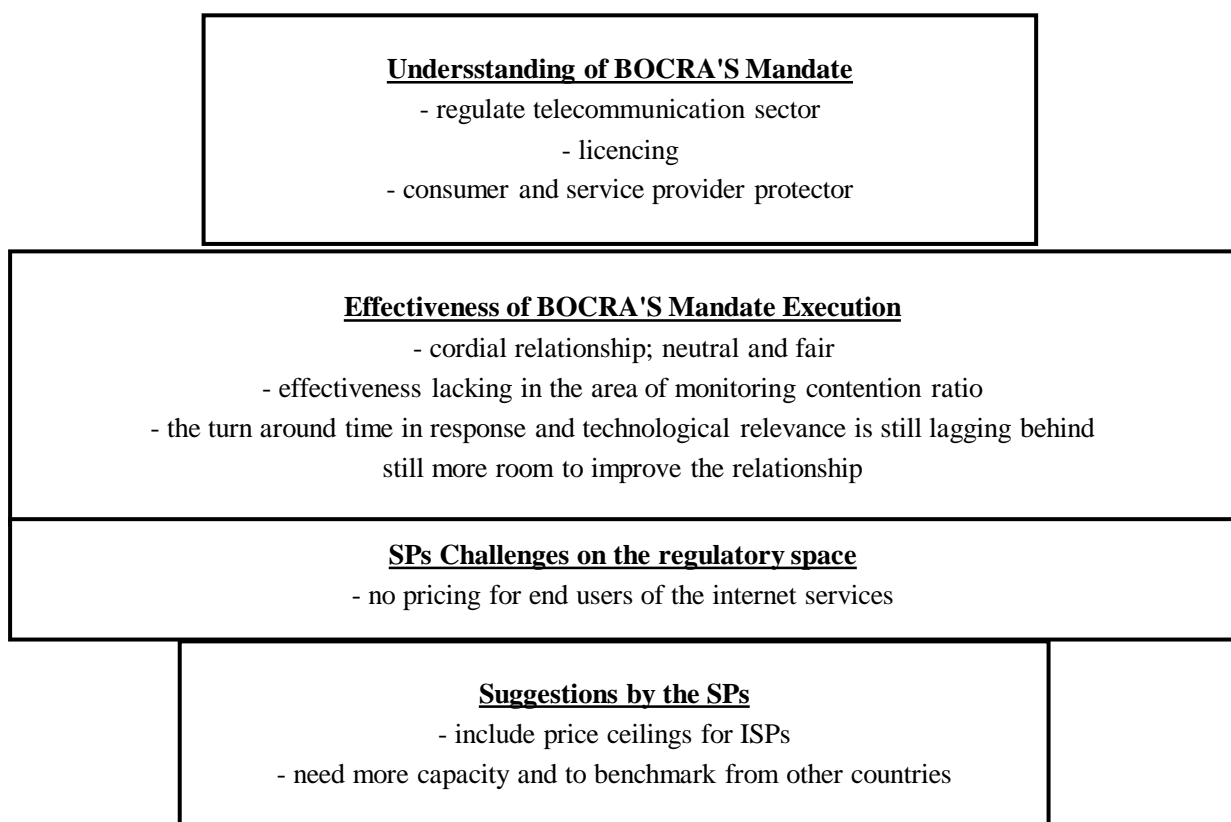 Undersstanding of BOCRA'S Mandate
- regulate telecommunication sector
- licencing
- consumer and service provider protector
Effectiveness of BOCRA'S Mandate Execution
- cordial relationship; neutral and fair
- effectiveness lacking in the area of monitoring contention ratio
- the turn around time in response and technological relevance is still lagging behind
still more room to improve the relationship
SPs Challenges on the regulatory space
- no pricing for end users of the internet services
Suggestions by the SPs
- include price ceilings for ISPs
- need more capacity and to benchmark from other countries